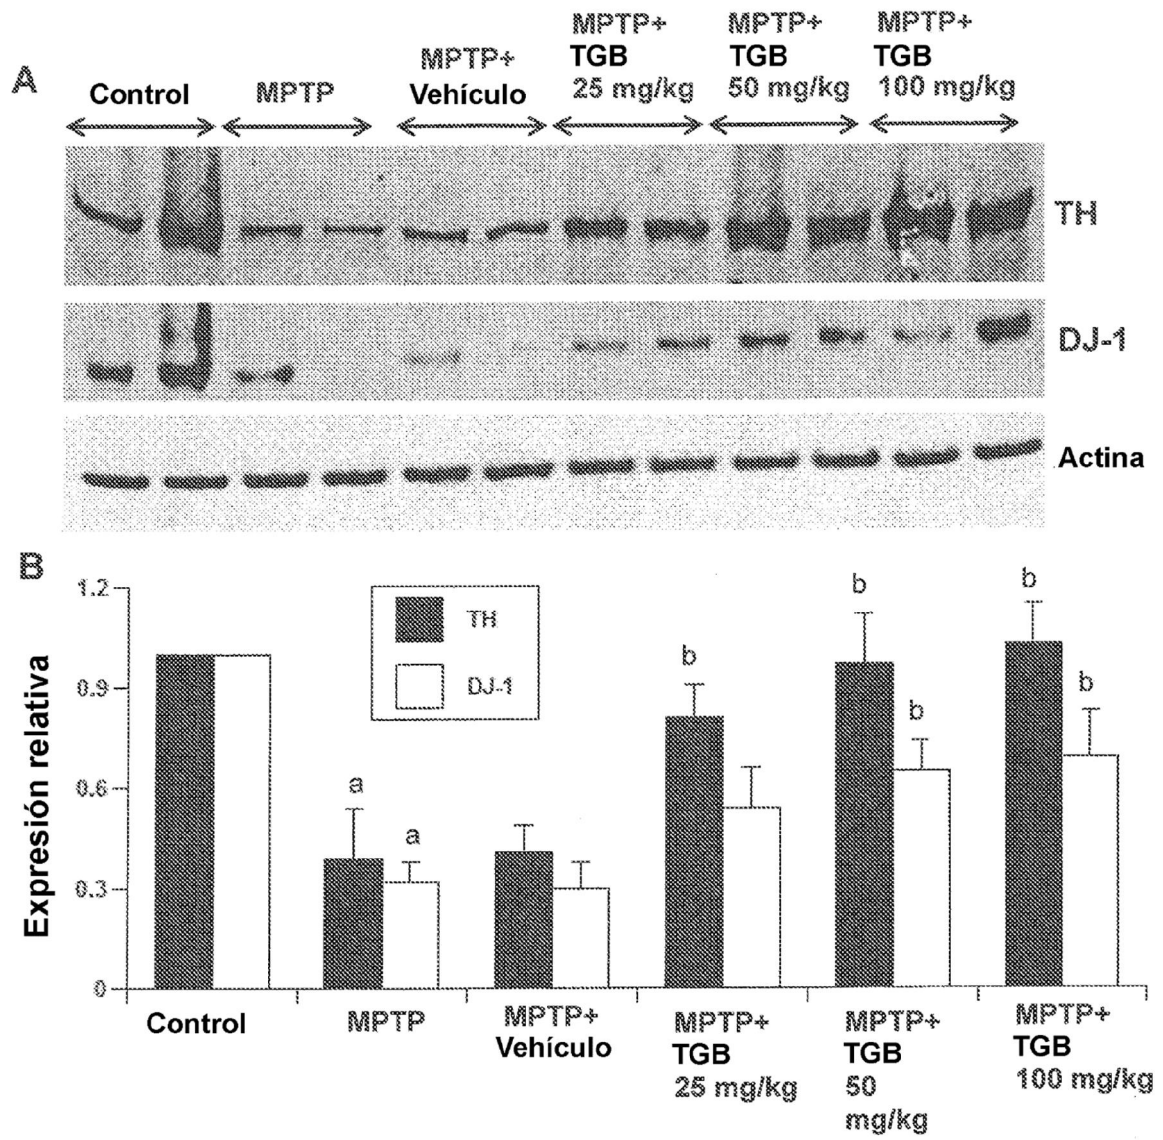 A
Control
MPTP
MPTP+
Vehículo
MPTP+
TGB
25 mg/kg
MPTP+
TGB
50 mg/kg
MPTP+
TGB
100 mg/kg
TH
DJ-1
Actina
B
Expresión relativa
1.2
0.9
0.6
0.3
0
TH
DJ-1
a
a
b
b
b
b
b
Control
MPTP
MPTP+
Vehículo
MPTP+
TGB
25 mg/kg
MPTP+
TGB
50
mg/kg
MPTP+
TGB
100 mg/kg